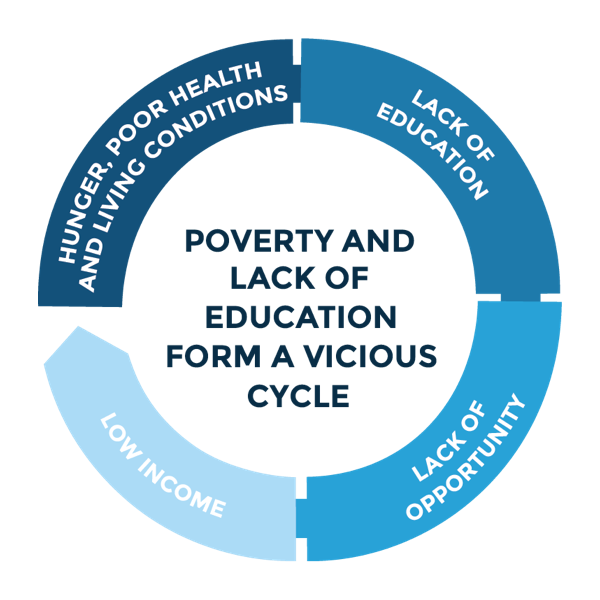 HUNGER, POOR HEALTH
AND LIVING CONDITIONS
LACK OF
EDUCATION
POVERTY AND
LACK OF
EDUCATION
FORM A VICIOUS
CYCLE
LACK OF
OPPORTUNITY
LOW INCOME